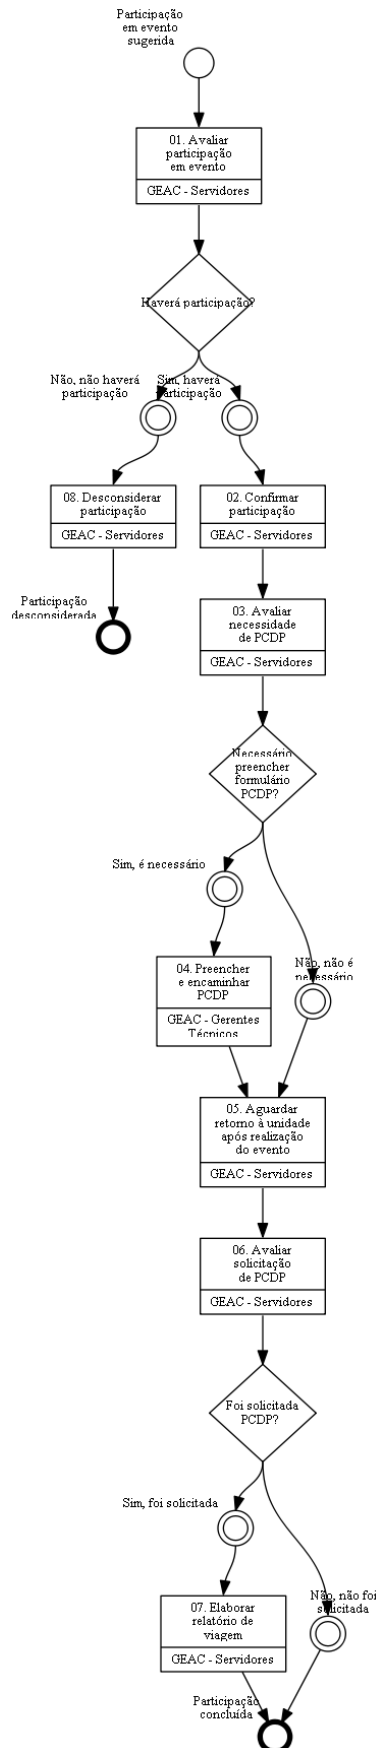 Participação
em evento
sugerida
01. Avaliar
participação
em evento
GEAC - Servidores
Haverá participação?
Não, não haverá
participação
Sim, haverá
participação
08. Desconsiderar
participação
GEAC - Servidores
02. Confirmar
participação
GEAC - Servidores
Participação
desconsiderada
03. Avaliar
necessidade
de PCDP
GEAC - Servidores
Necessário
preencher
formulário
PCDP?
Sim, é necessário
Não, não é
necessário
04. Preencher
e encaminhar
PCDP
GEAC - Gerentes
Técnicos
05. Aguardar
retorno à unidade
após realização
do evento
GEAC - Servidores
06. Avaliar
solicitação
de PCDP
GEAC - Servidores
Foi solicitada
PCDP?
Sim, foi solicitada
Não, não foi
solicitada
07. Elaborar
relatório de
viagem
GEAC - Servidores
Participação
concluída